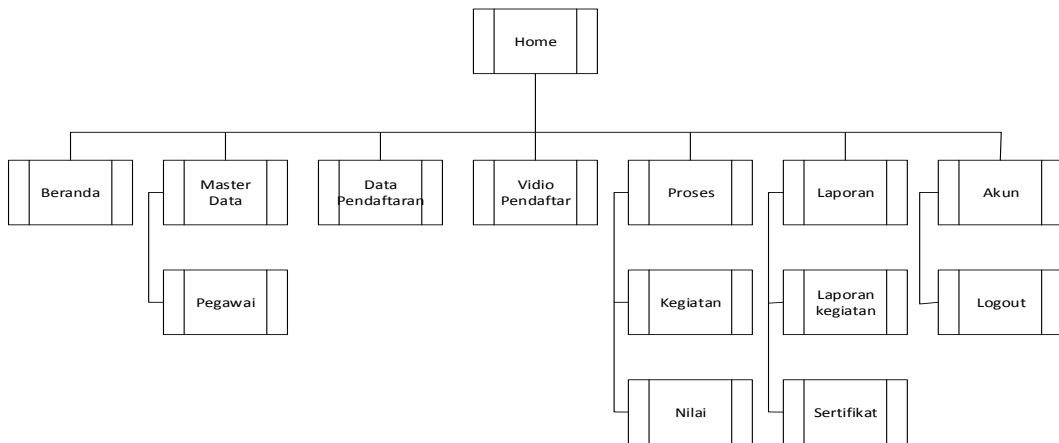 Home
Beranda
Master
Data
Data
Pendaftaran
Vidio
Pendaftar
Proses
Laporan
Akun
Pegawai
Kegiatan
Laporan
kegiatan
Logout
Nilai
Sertifikat